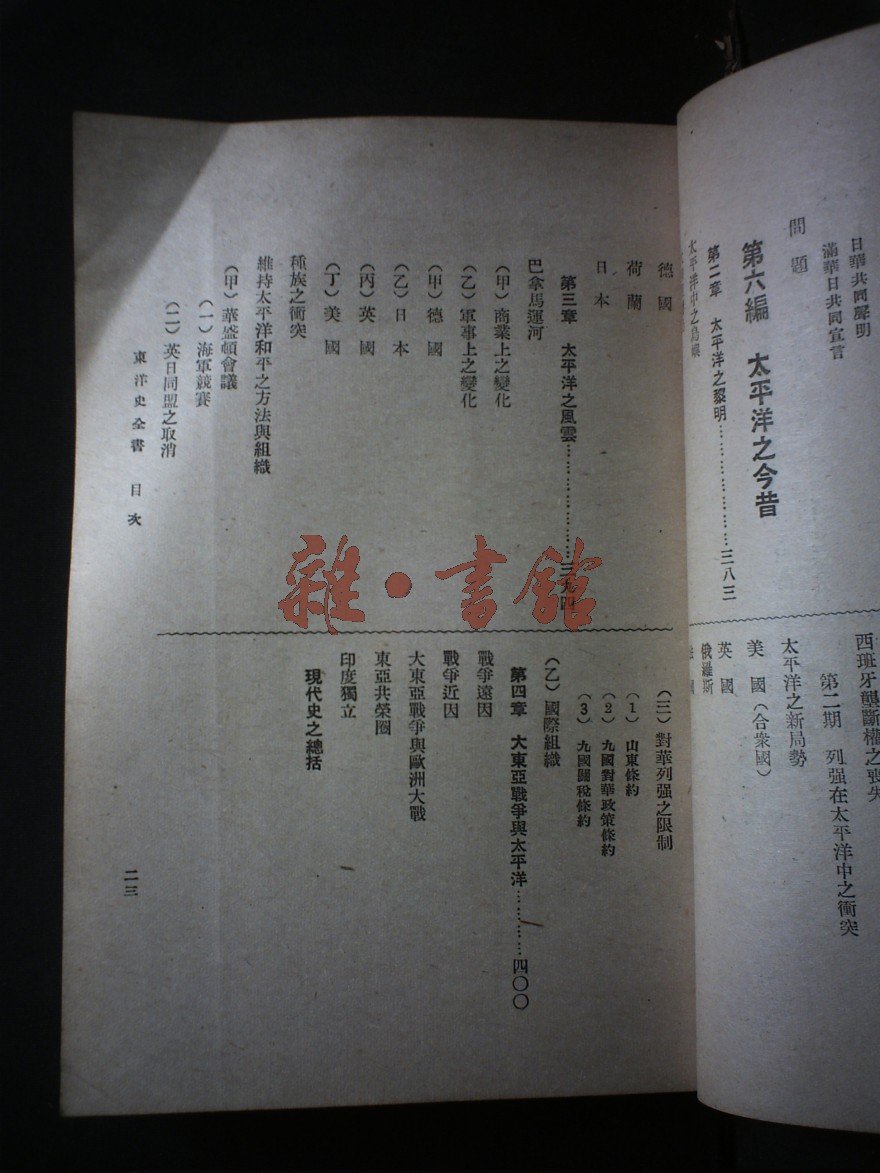 日華共同聲明
滿華日共同宣言
問題
第六編 太平洋之今昔
第二章 太平洋之黎明………………三八三
太平洋中之島嶼
西班牙壟斷權之喪失
第二期 列强在太平洋中之衝突
太平洋之新局勢
美國(合衆國)
英國
俄羅斯
德國
荷蘭
日本
第三章 太平洋之風雲………………三九四
巴拿馬運河
(甲)商業上之變化
(乙)軍事上之變化
(甲)德國
(乙)日本
(丙)英國
(丁)美國
種族之衝突
維持太平洋和平之方法與組織
(甲)華盛頓會議
(一)海軍競賽
(二)英日同盟之取消
(三)對華列强之限制
(1)山東條約
(2)九國對華政策條約
(3)九國關稅條約
(乙)國際組織
第四章 大東亞戰爭與太平洋…………四〇〇
戰爭遠因
戰爭近因
大東亞戰爭與歐洲大戰
東亞共榮圈
印度獨立
現代史之總括
東洋史全書 目次
二三
雜·書館